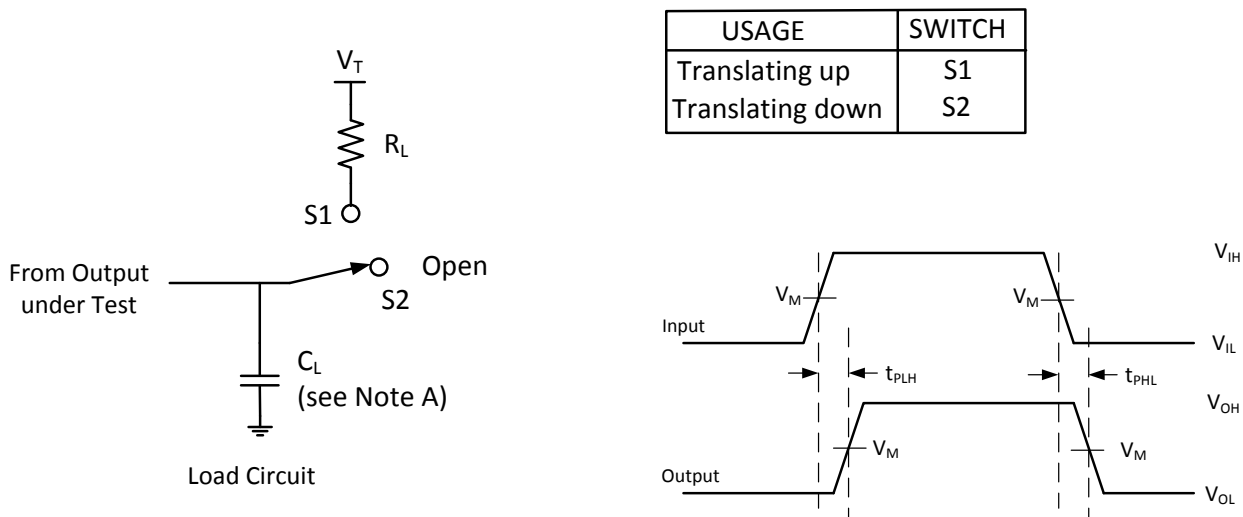 USAGE SWITCH
Translating up S1
Translating down S2
V_T
R_L
S1
From Output
under Test
Open
S2
C_L
(see Note A)
Load Circuit
V_IH
V_M
V_M
Input
V_IL
t_PLH
t_PHL
V_OH
V_M
V_M
Output
V_OL